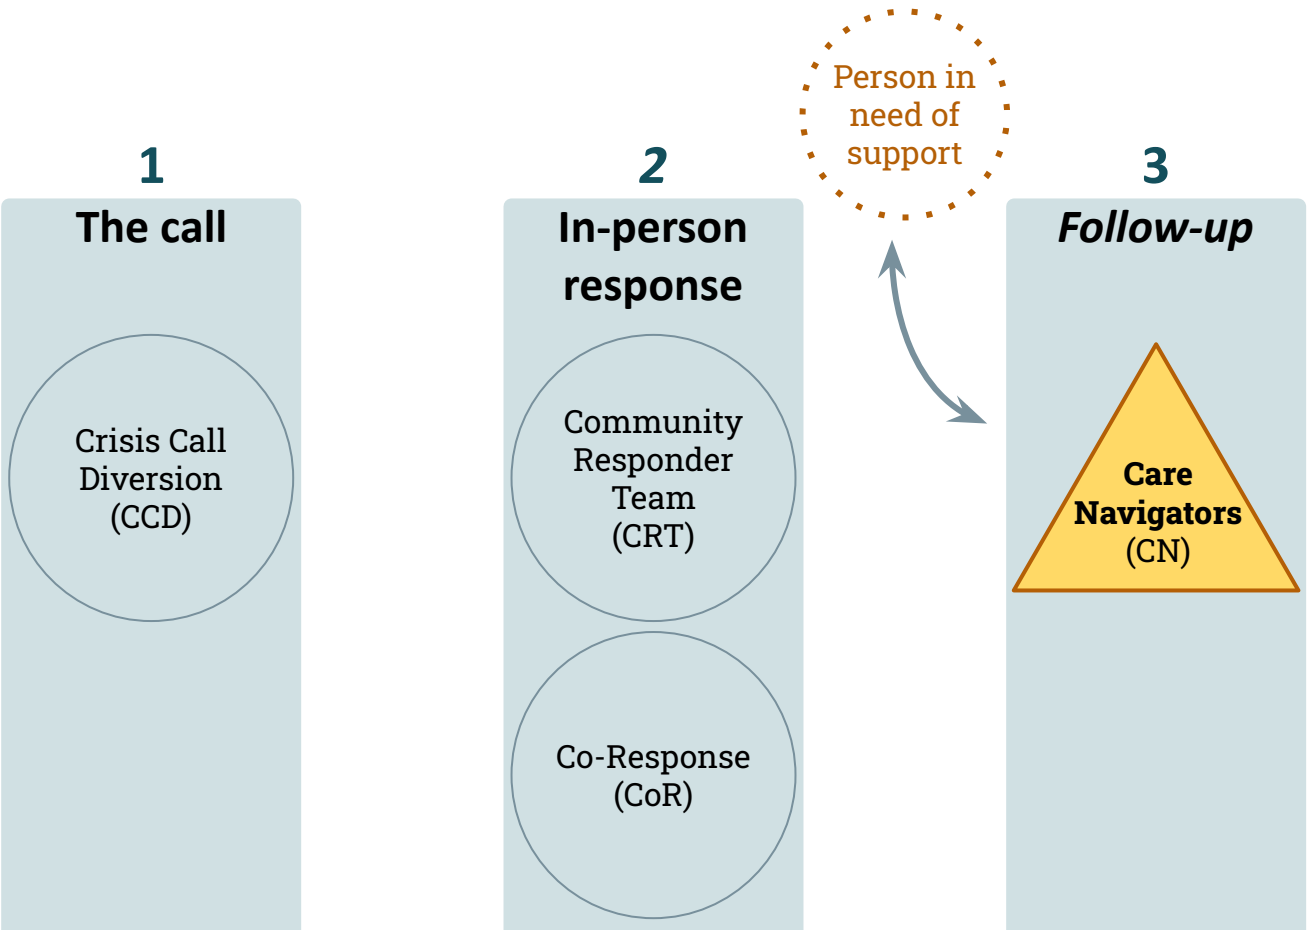 Person in
need of
support
1
The call
Crisis Call
Diversion
(CCD)
2
In-person
response
Community
Responder
Team
(CRT)
Co-Response
(CoR)
3
Follow-up
Care
Navigators
(CN)